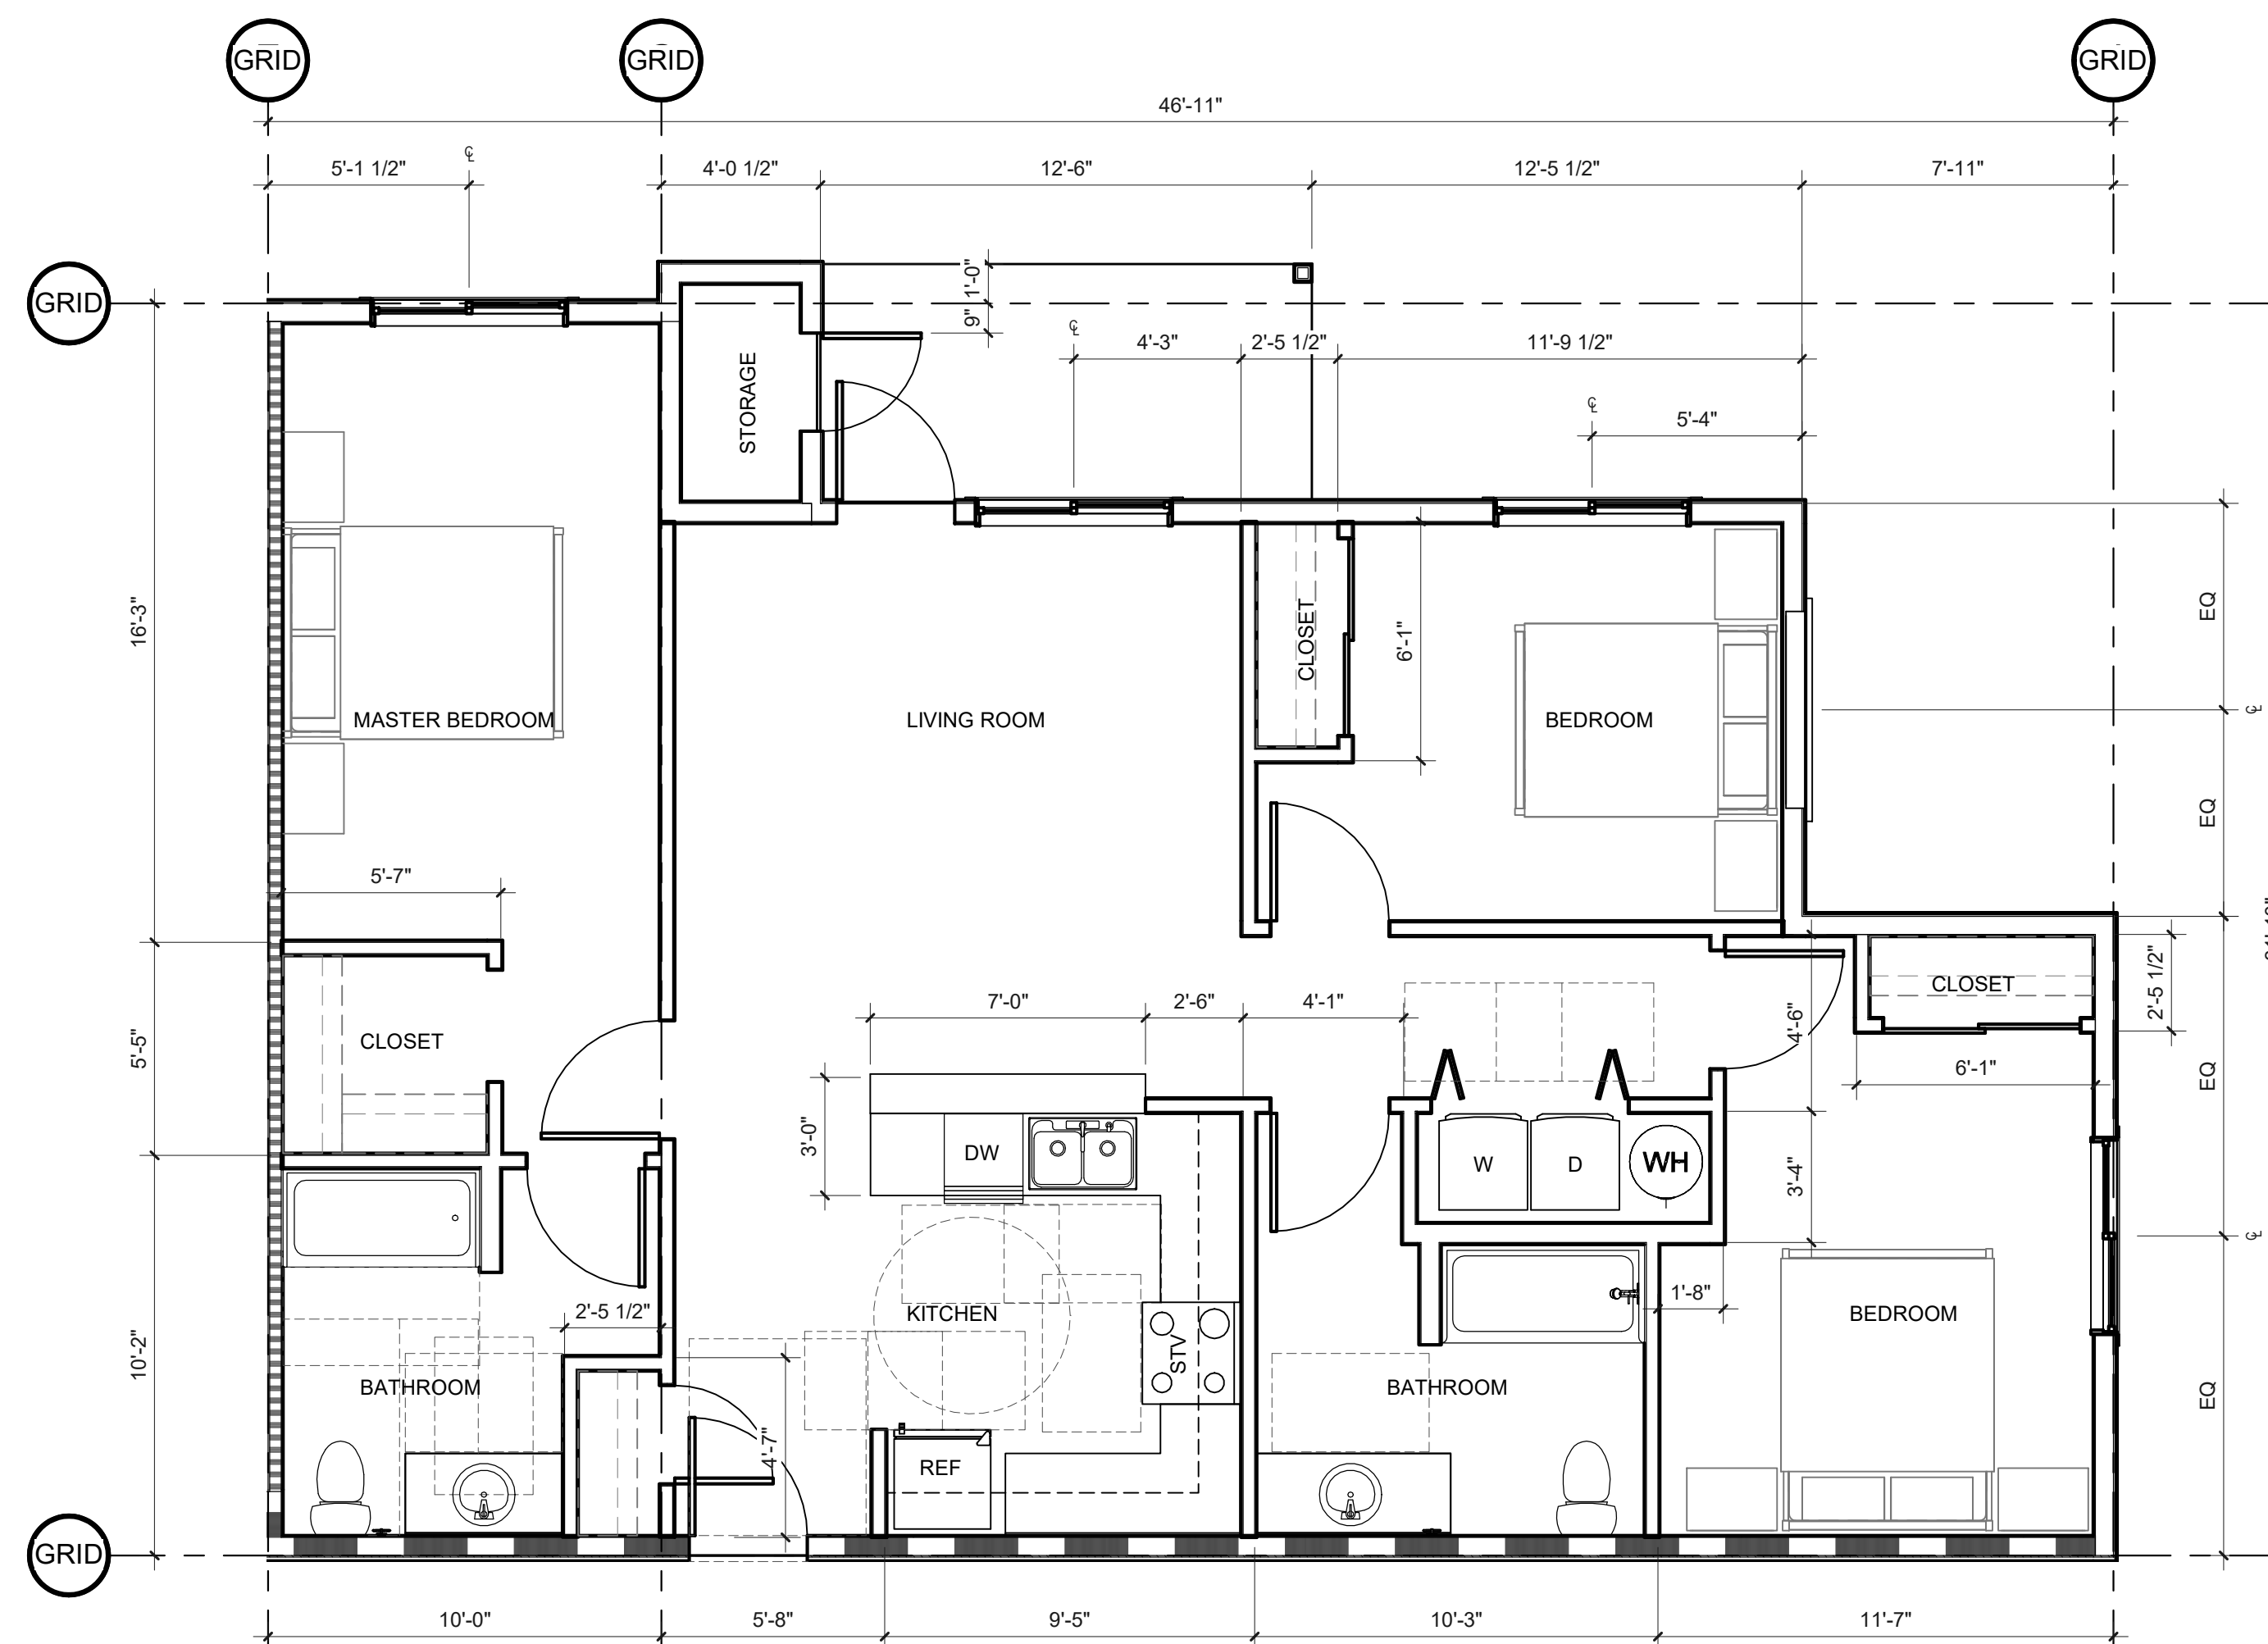 GRID
GRID
GRID
46'-11"
5'-1 1/2"
℄
4'-0 1/2"
12'-6"
12'-5 1/2"
7'-11"
GRID
1'-0"
9"
℄
4'-3"
2'-5 1/2"
11'-9 1/2"
℄
5'-4"
STORAGE
16'-3"
CLOSET
6'-1"
EQ
MASTER BEDROOM
LIVING ROOM
BEDROOM
℄
EQ
5'-7"
CLOSET
2'-5 1/2"
7'-0"
2'-6"
4'-1"
4'-6"
CLOSET
5'-5"
6'-1"
EQ
3'-0"
DW
W
D
WH
3'-4"
℄
2'-5 1/2"
KITCHEN
STV
1'-8"
BEDROOM
10'-2"
BATHROOM
BATHROOM
EQ
4'-7"
REF
GRID
10'-0"
5'-8"
9'-5"
10'-3"
11'-7"